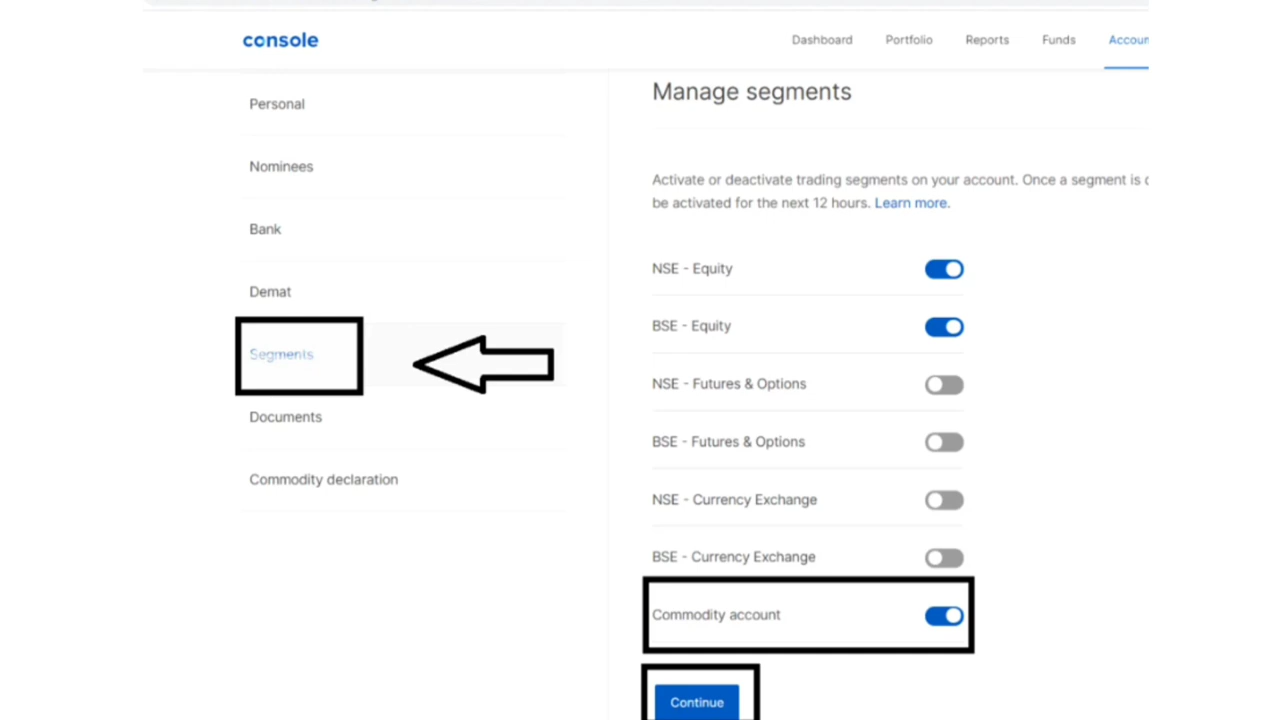 console
Dashboard
Portfolio
Reports
Funds
Accoun
Personal
Nominees
Bank
Demat
Segments
Documents
Commodity declaration
Manage segments
Activate or deactivate trading segments on your account. Once a segment is
be activated for the next 12 hours. Learn more.
NSE - Equity
BSE - Equity
NSE - Futures & Options
BSE - Futures & Options
NSE - Currency Exchange
BSE - Currency Exchange
Commodity account
Continue